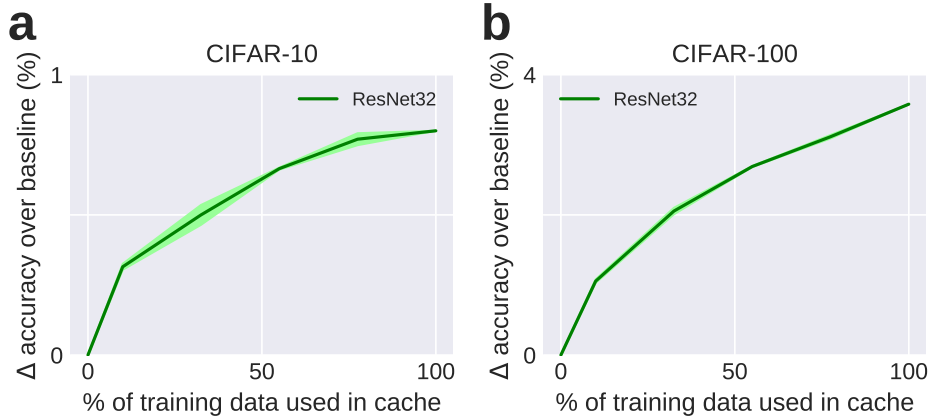 a
CIFAR-10
Δ accuracy over baseline (%)
1
0
ResNet32
0 50 100
% of training data used in cache
b
CIFAR-100
Δ accuracy over baseline (%)
4
2
0
ResNet32
0 50 100
% of training data used in cache